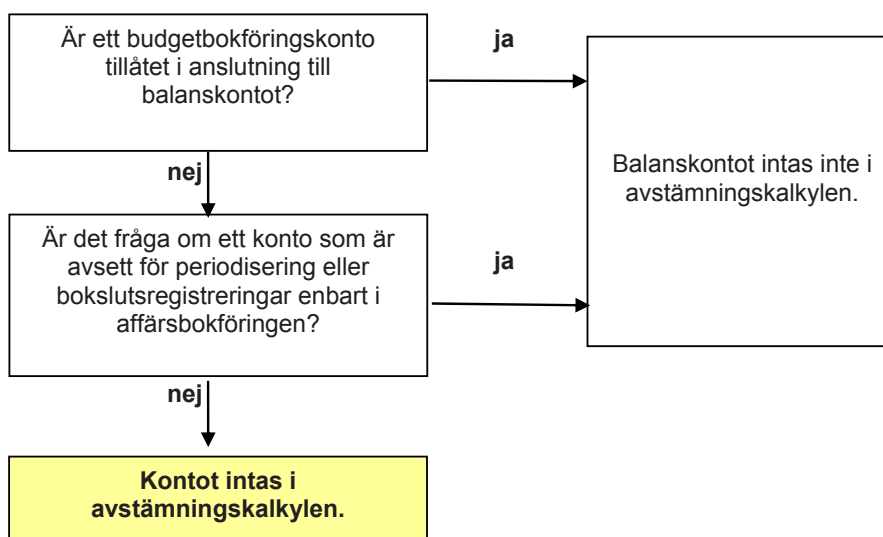 Är ett budgetbokföringskonto
tillåtet i anslutning till
balanskontot?
ja
Balanskontot intas inte i
avstämningskalkylen.
nej
Är det fråga om ett konto som är
avsett för periodisering eller
bokslutsregistreringar enbart i
affärsbokföringen?
ja
nej
Kontot intas i
avstämningskalkylen.